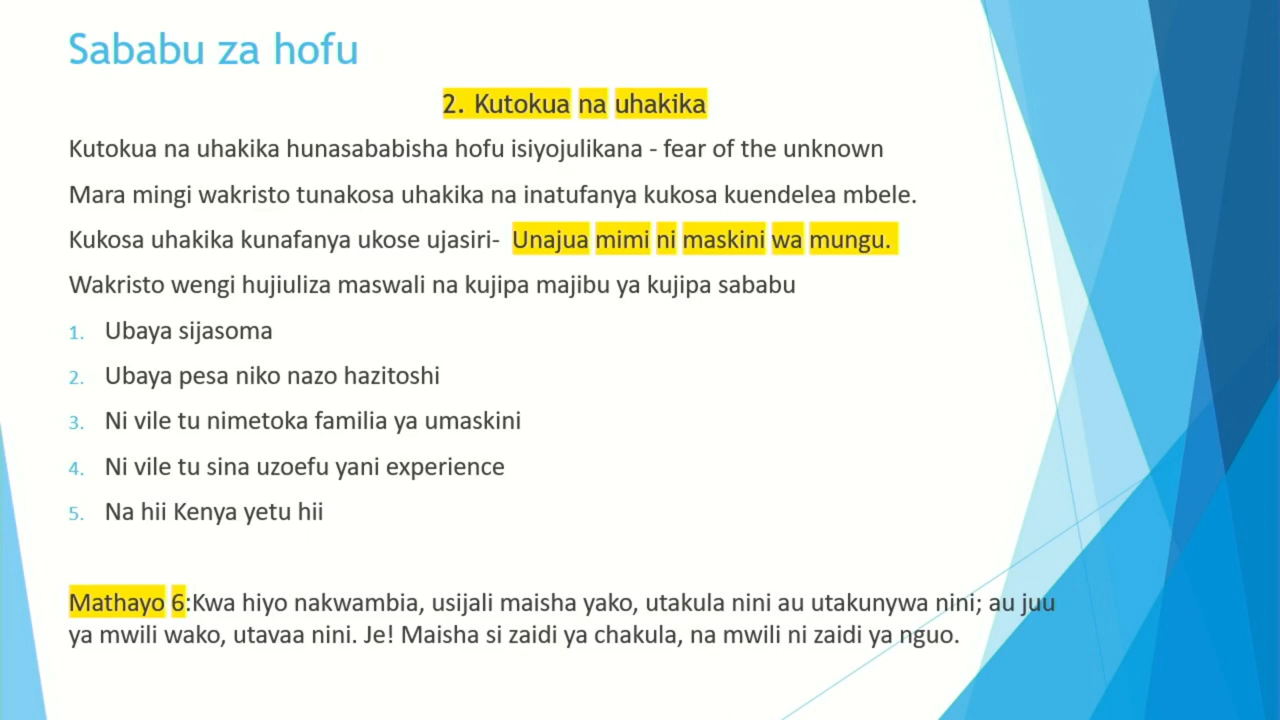 Sababu za hofu
2. Kutokua na uhakika
Kutokua na uhakika hunasababisha hofu isiyojulikana - fear of the unknown
Mara mingi wakristo tunakosa uhakika na inatufanya kukosa kuendelea mbele.
Kukosa uhakika kunafanya ukose ujasiri- Unajua mimi ni maskini wa mungu.
Wakristo wengi hujiuliza maswali na kujipa majibu ya kujipa sababu
1. Ubaya sijasoma
2. Ubaya pesa niko nazo hazitoshi
3. Ni vile tu nimetoka familia ya umaskini
4. Ni vile tu sina uzoefu yani experience
5. Na hii Kenya yetu hii
Mathayo 6:Kwa hiyo nakwambia, usijali maisha yako, utakula nini au utakunywa nini; au juu
ya mwili wako, utavaa nini. Je! Maisha si zaidi ya chakula, na mwili ni zaidi ya nguo.